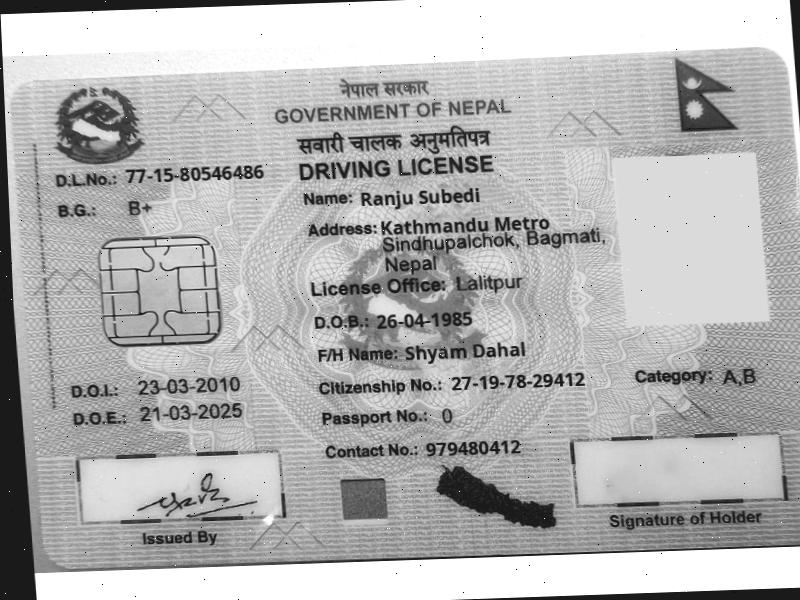 नेपाल सरकार
GOVERNMENT OF NEPAL
सवारी चालक अनुमतिपत्र
DRIVING LICENSE
D.L.No.: 77-15-80546486
B.G.: B+
Name: Ranju Subedi
Address: Kathmandu Metro
Sindhupalchok, Bagmati,
Nepal
License Office: Lalitpur
D.O.B.: 26-04-1985
F/H Name: Shyam Dahal
D.O.I.: 23-03-2010
Citizenship No.: 27-19-78-29412
Category: A,B
D.O.E.: 21-03-2025
Passport No.: 0
Contact No.: 979480412
Issued By
Signature of Holder